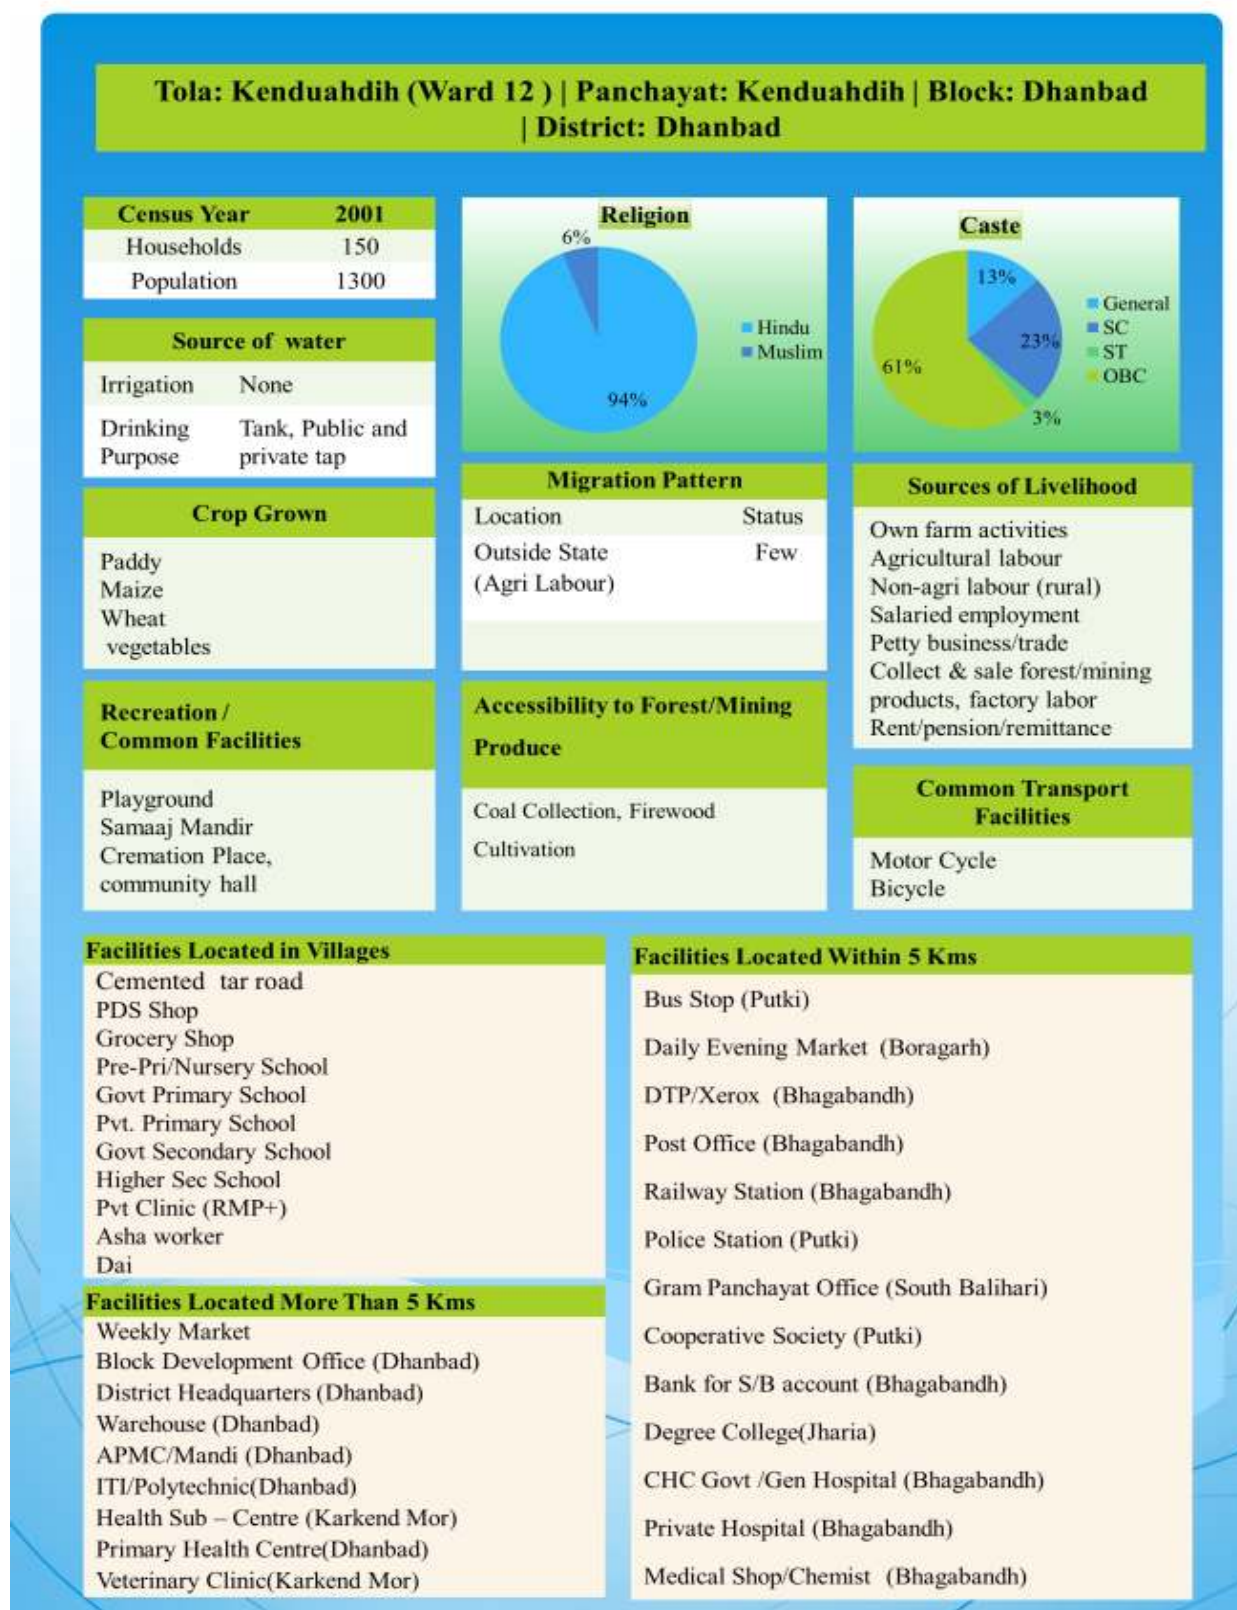 Tola: Kenduahdih (Ward 12 ) | Panchayat: Kenduahdih | Block: Dhanbad
| District: Dhanbad
Census Year 2001
Households 150
Population 1300
Source of water
Irrigation None
Drinking Tank, Public and
Purpose private tap
Crop Grown
Paddy
Maize
Wheat
vegetables
Recreation /
Common Facilities
Playground
Samaaj Mandir
Cremation Place,
community hall
Religion
6%
94%
Hindu
Muslim
Migration Pattern
Location Status
Outside State Few
(Agri Labour)
Accessibility to Forest/Mining
Produce
Coal Collection, Firewood
Cultivation
Caste
13%
23%
61%
3%
General
SC
ST
OBC
Sources of Livelihood
Own farm activities
Agricultural labour
Non-agri labour (rural)
Salaried employment
Petty business/trade
Collect & sale forest/mining
products, factory labor
Rent/pension/remittance
Common Transport
Facilities
Motor Cycle
Bicycle
Facilities Located in Villages
Cemented tar road
PDS Shop
Grocery Shop
Pre-Pri/Nursery School
Govt Primary School
Pvt. Primary School
Govt Secondary School
Higher Sec School
Pvt Clinic (RMP+)
Asha worker
Dai
Facilities Located More Than 5 Kms
Weekly Market
Block Development Office (Dhanbad)
District Headquarters (Dhanbad)
Warehouse (Dhanbad)
APMC/Mandi (Dhanbad)
ITI/Polytechnic(Dhanbad)
Health Sub – Centre (Karkend Mor)
Primary Health Centre(Dhanbad)
Veterinary Clinic(Karkend Mor)
Facilities Located Within 5 Kms
Bus Stop (Putki)
Daily Evening Market (Boragarh)
DTP/Xerox (Bhagabandh)
Post Office (Bhagabandh)
Railway Station (Bhagabandh)
Police Station (Putki)
Gram Panchayat Office (South Balihari)
Cooperative Society (Putki)
Bank for S/B account (Bhagabandh)
Degree College(Jharia)
CHC Govt /Gen Hospital (Bhagabandh)
Private Hospital (Bhagabandh)
Medical Shop/Chemist (Bhagabandh)